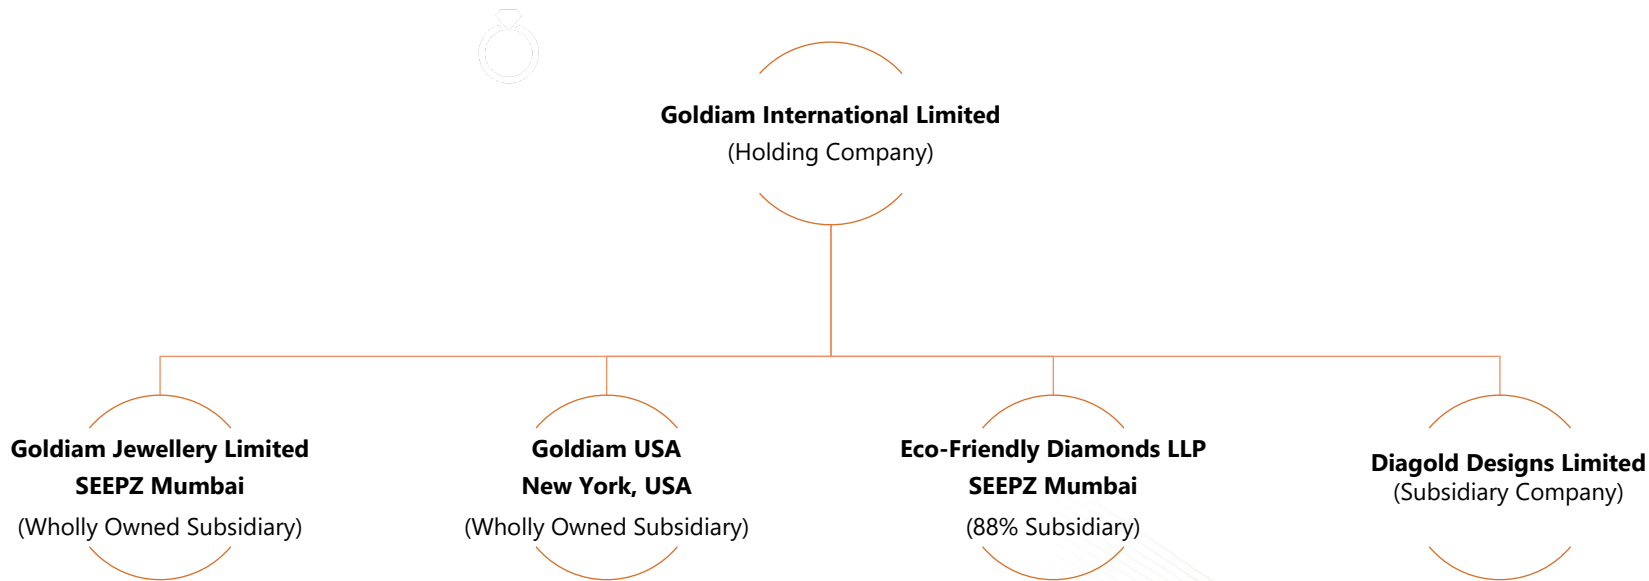 Goldiam International Limited
(Holding Company)
Goldiam Jewellery Limited
SEEPZ Mumbai
(Wholly Owned Subsidiary)
Goldiam USA
New York, USA
(Wholly Owned Subsidiary)
Eco-Friendly Diamonds LLP
SEEPZ Mumbai
(88% Subsidiary)
Diagold Designs Limited
(Subsidiary Company)